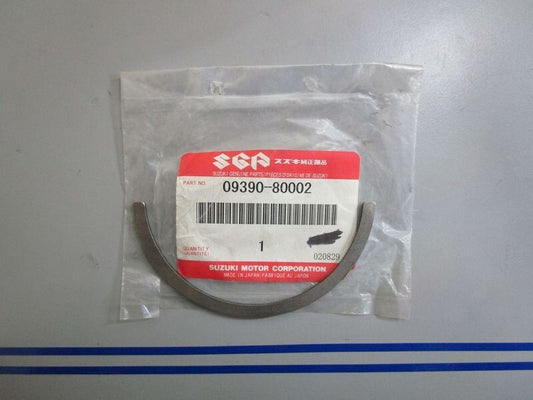 SGP スズキ純正部品
SUZUKI GENUINE PARTS/PIECES D'ORIGINE DE SUZUKI
PART NO. 09390-80002
QUANTITY
(QUANTITE) 1
020829
SUZUKI MOTOR CORPORATION
MADE IN JAPAN/FABRIQUE AU JAPON